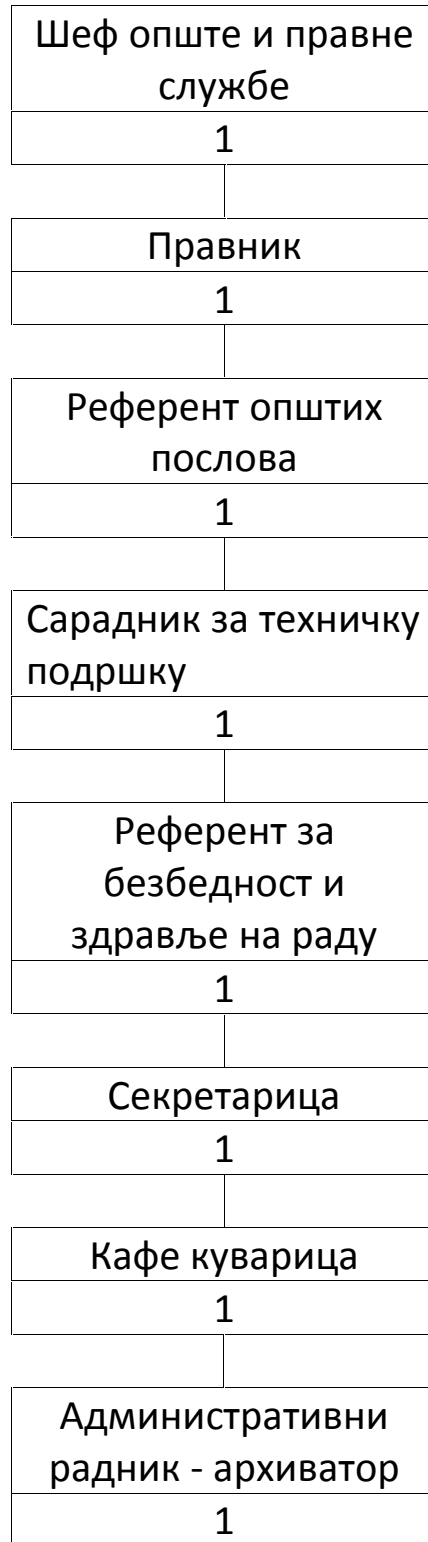 Шеф опште и правне
службе
1
Правник
1
Референт општих
послова
1
Сарадник за техничку
подршку
1
Референт за
безбедност и
здравље на раду
1
Секретарица
1
Кафе куварица
1
Административни
радник - архиватор
1